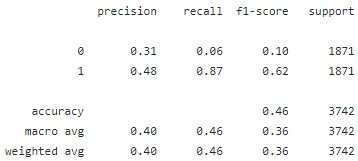 precision recall f1-score support
0 0.31 0.06 0.10 1871
1 0.48 0.87 0.62 1871
accuracy 0.46 3742
macro avg 0.40 0.46 0.36 3742
weighted avg 0.40 0.46 0.36 3742